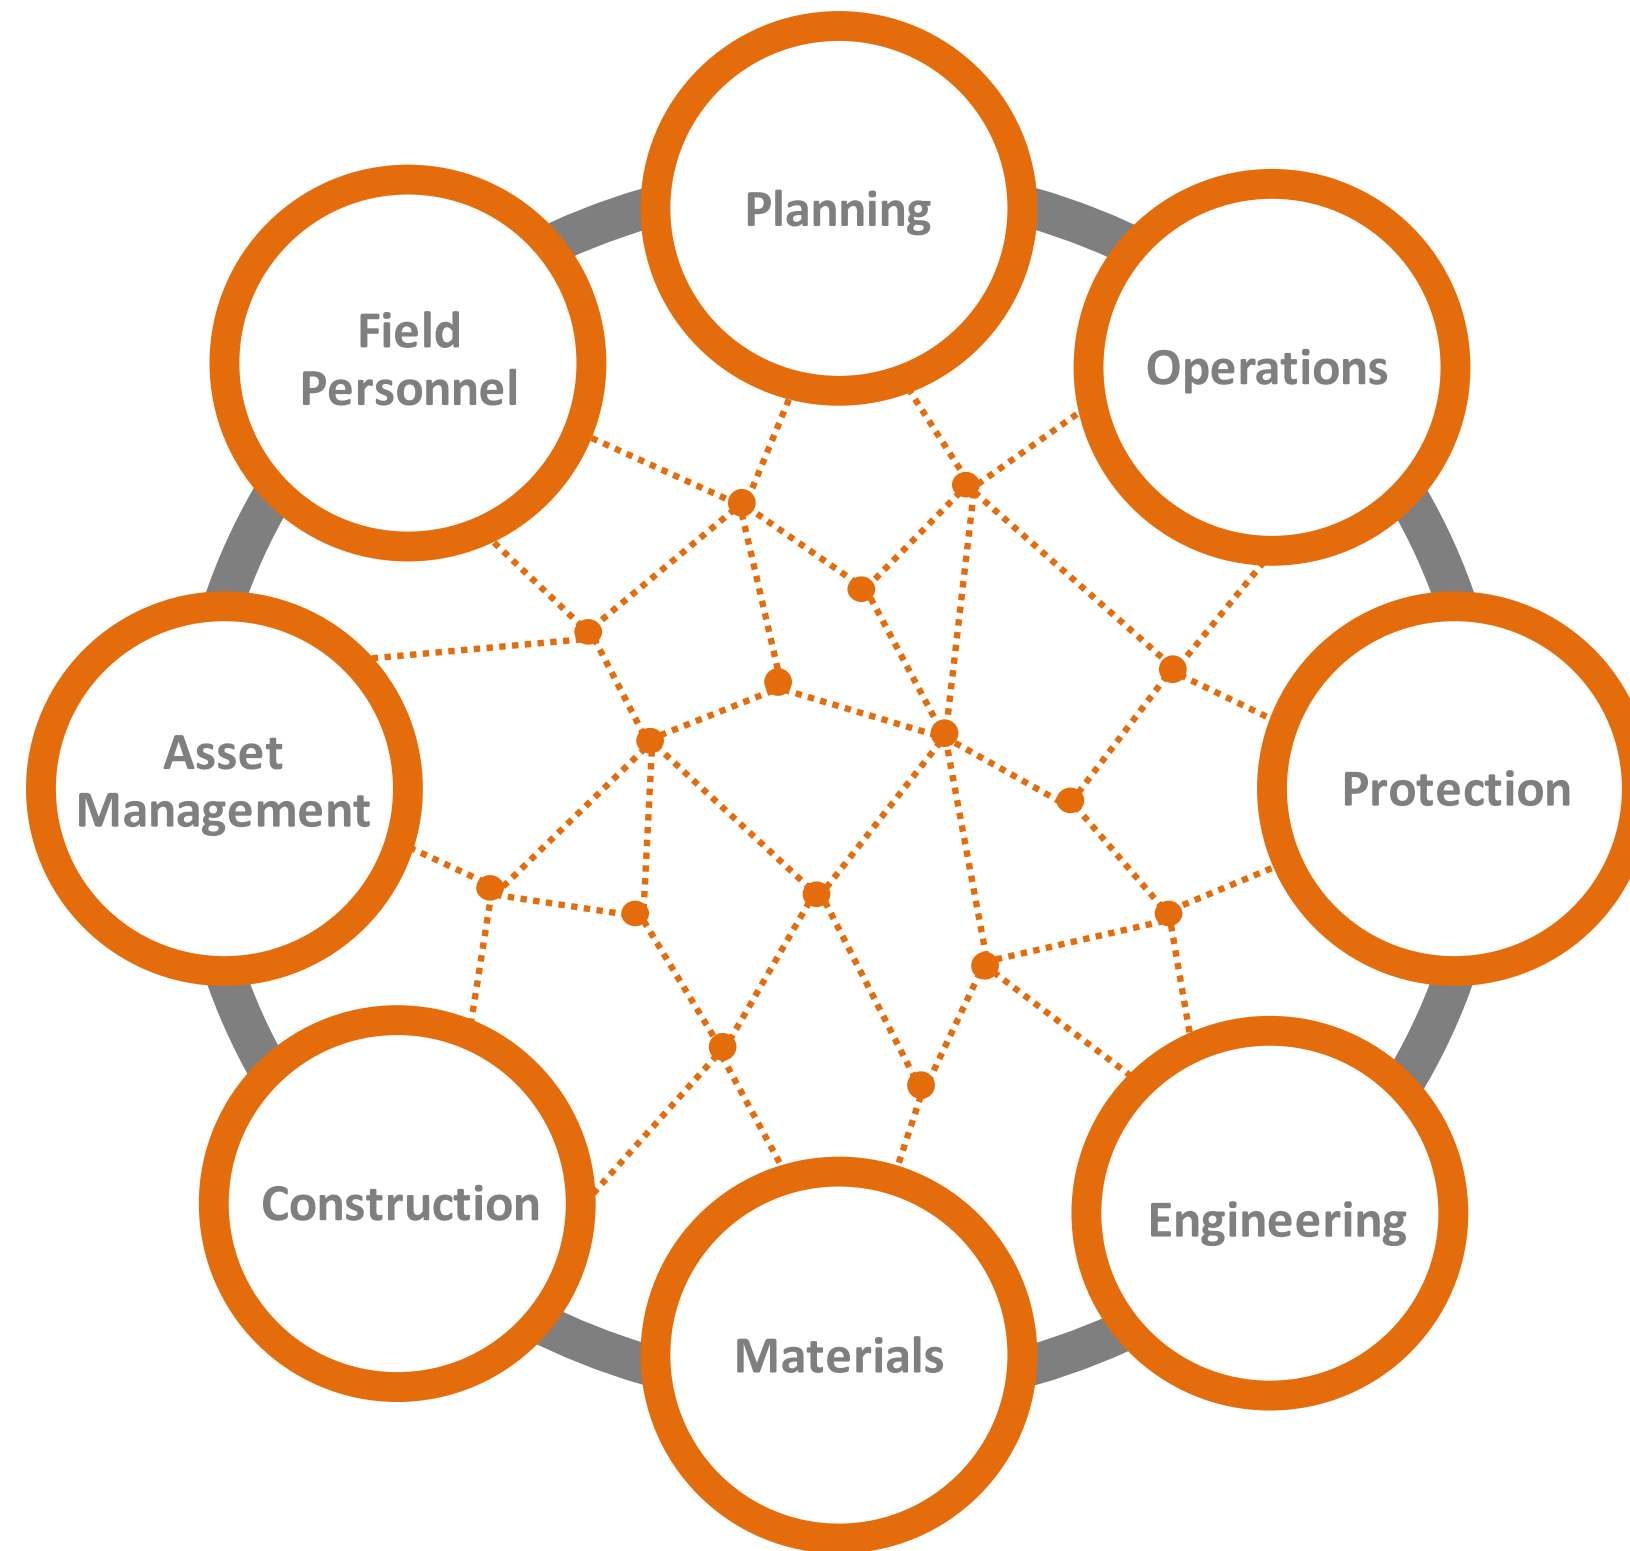 Planning
Operations
Field
Personnel
Asset
Management
Protection
Construction
Engineering
Materials